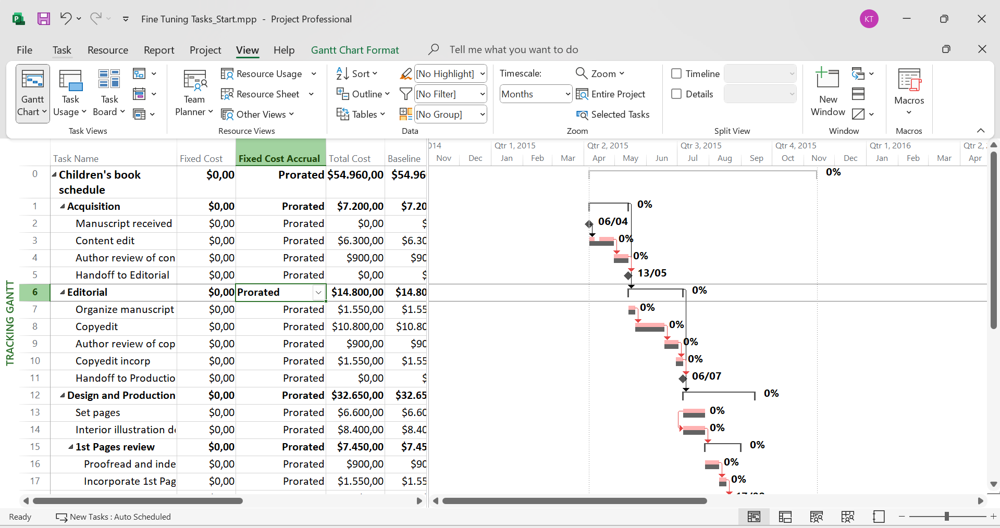 Fine Tuning Tasks_Start.mpp - Project Professional
KT
File Task Resource Report Project View Help Gantt Chart Format Tell me what you want to do
Gantt Chart
Task Usage
Task Board
Task Views
Team Planner
Resource Usage
Resource Sheet
Other Views
Resource Views
Sort
Outline
Tables
[No Highlight]
[No Filter]
[No Group]
Data
Timescale:
Months
Zoom
Entire Project
Selected Tasks
Zoom
Timeline
Details
Split View
New Window
Window
Macros
Macros
Task Name Fixed Cost Fixed Cost Accrual Total Cost Baseline
014 Qtr 1, 2015 Qtr 2, 2015 Qtr 3, 2015 Qtr 4, 2015 Qtr 1, 2016 Qtr 2,
Nov Dec Jan Feb Mar Apr May Jun Jul Aug Sep Oct Nov Dec Jan Feb Mar Apr
TRACKING GANTT
0 Children's book schedule $0,00 Prorated $54.960,00 $54.96 0%
1 Acquisition $0,00 Prorated $7.200,00 $7.20 0%
2 Manuscript received $0,00 Prorated $0,00 $ 06/04
3 Content edit $0,00 Prorated $6.300,00 $6.30 0%
4 Author review of con $0,00 Prorated $900,00 $90 0%
5 Handoff to Editorial $0,00 Prorated $0,00 $ 13/05
6 Editorial $0,00 Prorated $14.800,00 $14.80 0%
7 Organize manuscript $0,00 Prorated $1.550,00 $1.55 0%
8 Copyedit $0,00 Prorated $10.800,00 $10.80 0%
9 Author review of cop $0,00 Prorated $900,00 $90 0%
10 Copyedit incorp $0,00 Prorated $1.550,00 $1.55 0%
11 Handoff to Productio $0,00 Prorated $0,00 $ 06/07
12 Design and Production $0,00 Prorated $32.650,00 $32.65 0%
13 Set pages $0,00 Prorated $6.600,00 $6.60 0%
14 Interior illustration d $0,00 Prorated $8.400,00 $8.40 0%
15 1st Pages review $0,00 Prorated $7.450,00 $7.45 0%
16 Proofread and inde $0,00 Prorated $900,00 $90 0%
17 Incorporate 1st Pag $0,00 Prorated $1.550,00 $1.55 0%
Ready New Tasks : Auto Scheduled